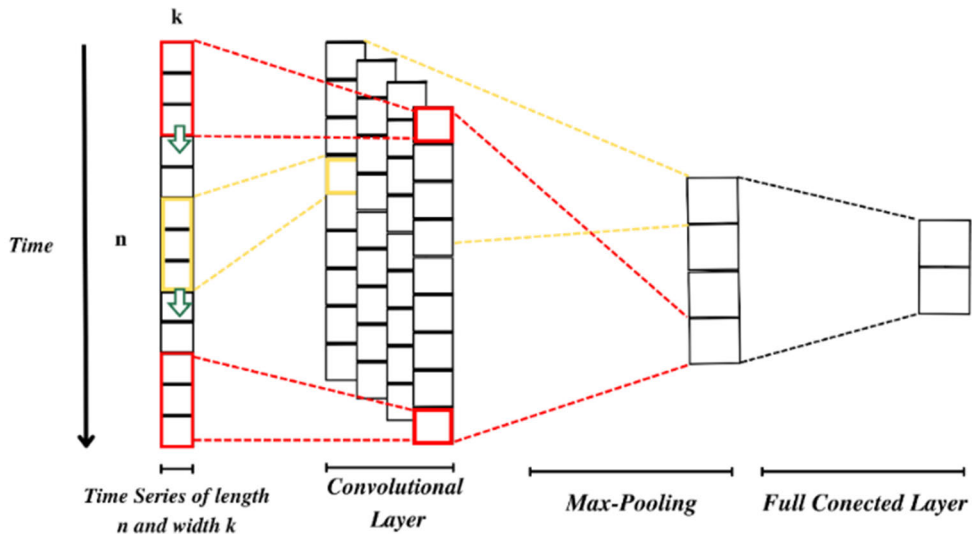 k
Time
n
Time Series of length
n and width k
Convolutional
Layer
Max-Pooling
Full Conected Layer